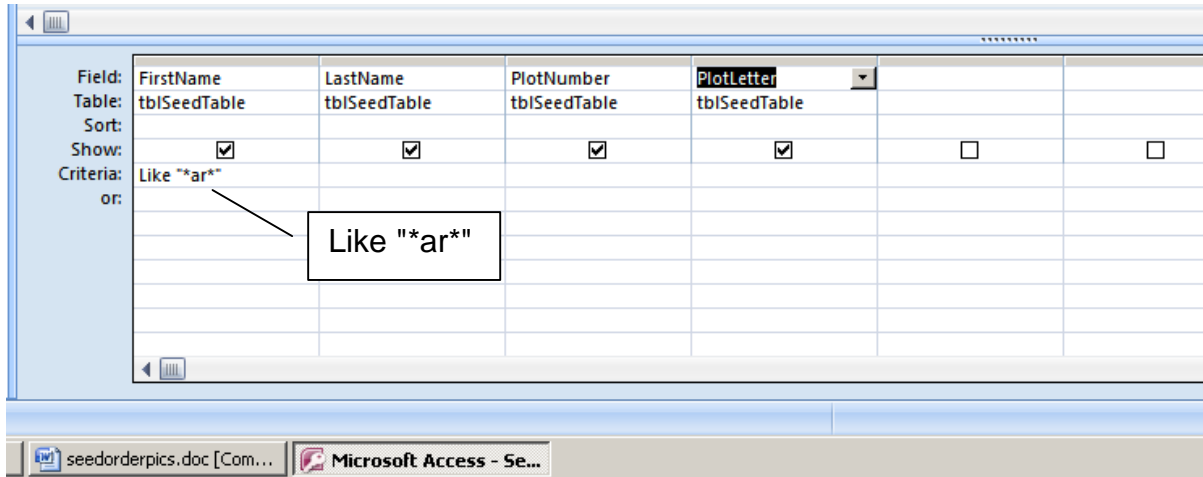 Field: FirstName LastName PlotNumber PlotLetter
Table: tblSeedTable tblSeedTable tblSeedTable tblSeedTable
Sort:
Show:
Criteria: Like "*ar*"
or:
Like "*ar*"
seedorderpics.doc [Com... Microsoft Access - Se...